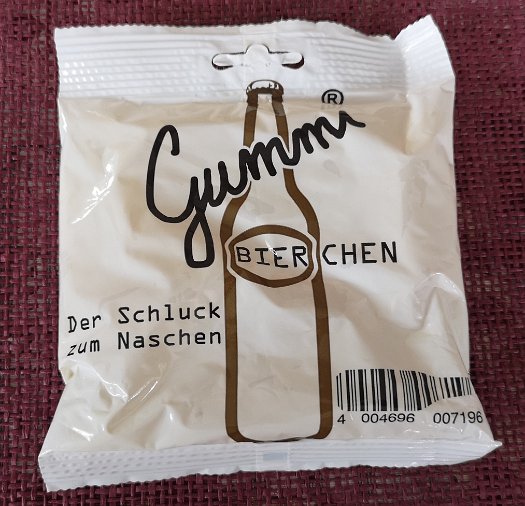 Gummi®
BIERCHEN
Der Schluck
zum Naschen
4 004696 007196